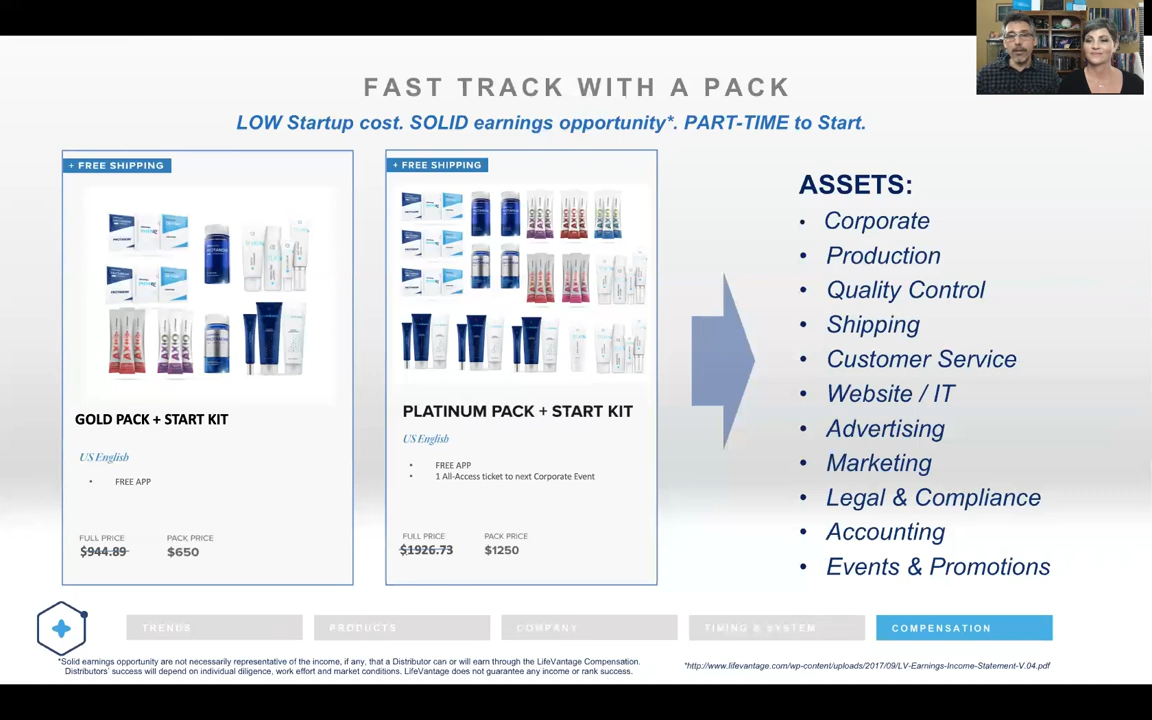 FAST TRACK WITH A PACK
LOW Startup cost. SOLID earnings opportunity*. PART-TIME to Start.
+ FREE SHIPPING
GOLD PACK + START KIT
US English
• FREE APP
FULL PRICE PACK PRICE
$944.89 $650
+ FREE SHIPPING
PLATINUM PACK + START KIT
US English
• FREE APP
• 1 All-Access ticket to next Corporate Event
FULL PRICE PACK PRICE
$1926.73 $1250
ASSETS:
• Corporate
• Production
• Quality Control
• Shipping
• Customer Service
• Website / IT
• Advertising
• Marketing
• Legal & Compliance
• Accounting
• Events & Promotions
TRENDS
PRODUCTS
COMPANY
TIMING & SYSTEM
COMPENSATION
*Solid earnings opportunity are not necessarily representative of the income, if any, that a Distributor can or will earn through the LifeVantage Compensation.
Distributors' success will depend on individual diligence, work effort and market conditions. LifeVantage does not guarantee any income or rank success.
*http://www.lifevantage.com/wp-content/uploads/2017/09/LV-Earnings-Income-Statement-V.04.pdf